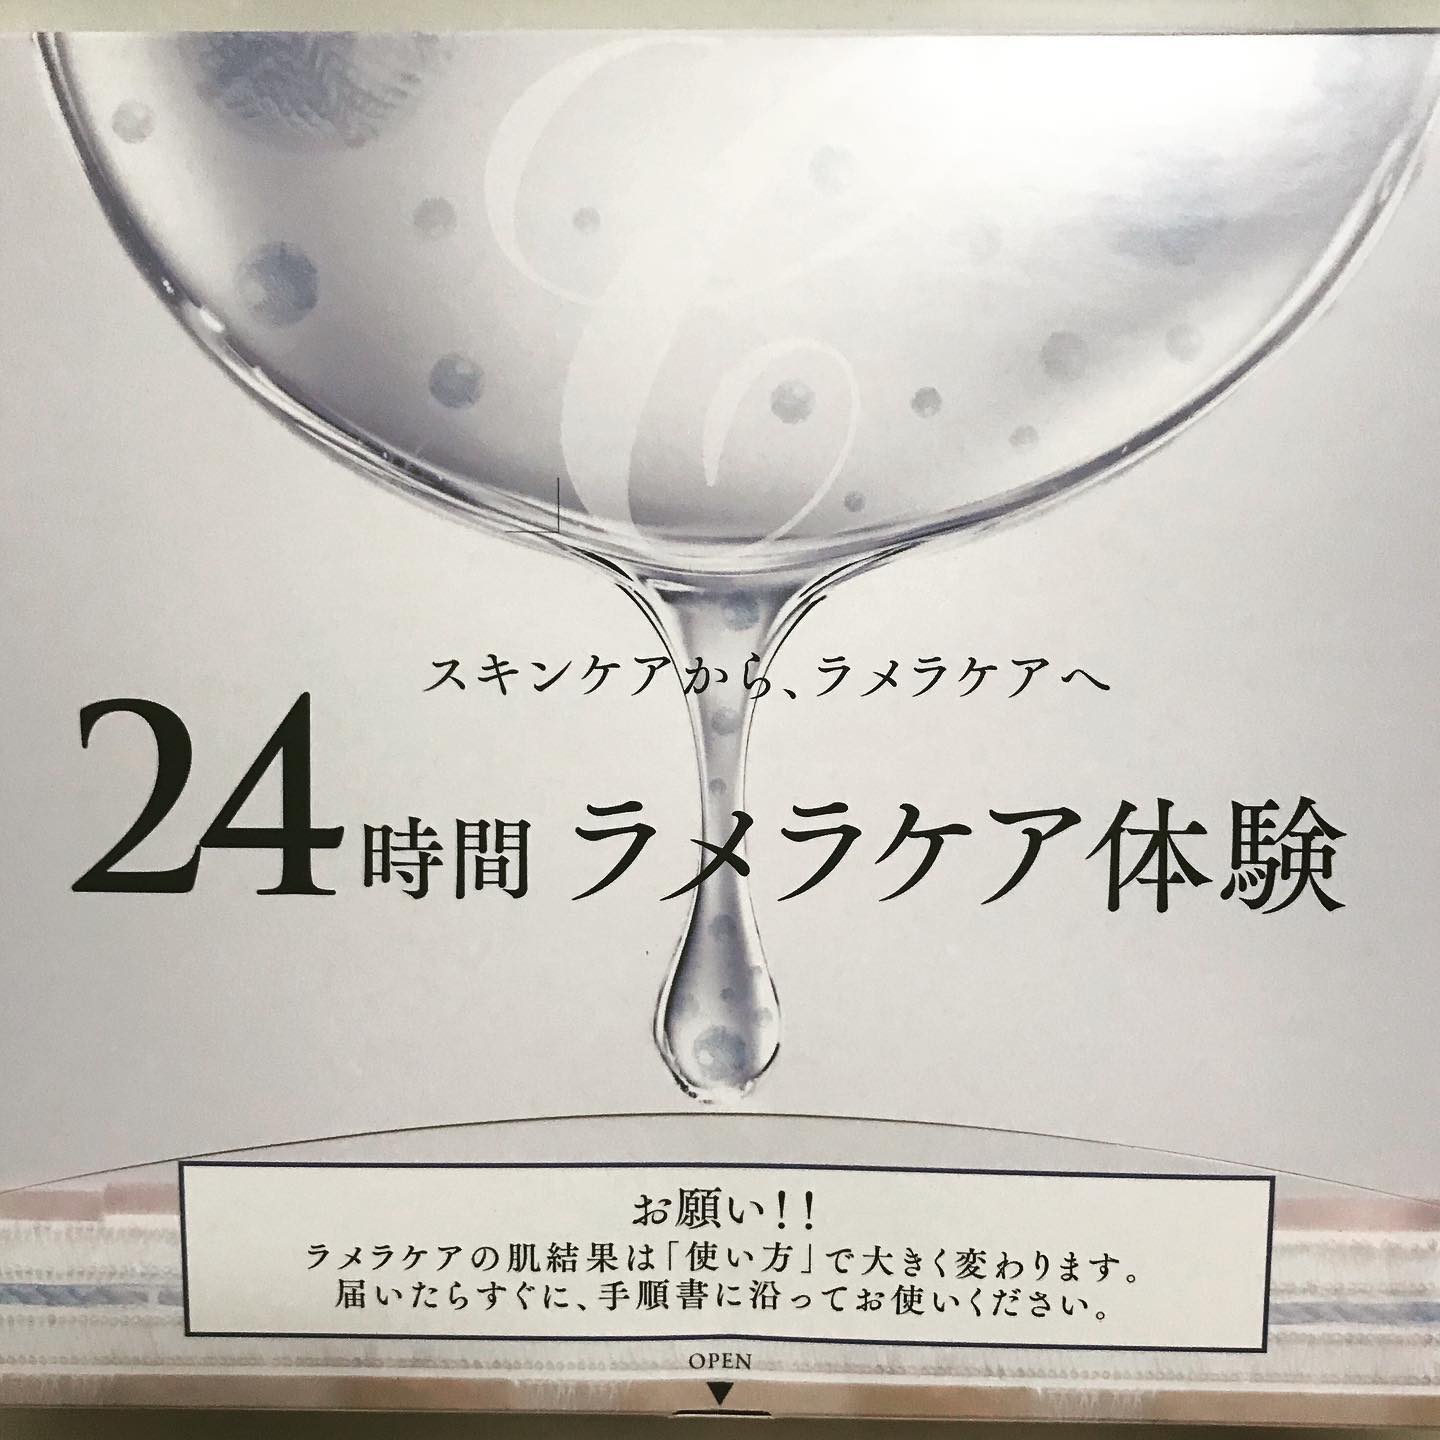 スキンケアから、ラメラケアへ
24時間 ラメラケア体験
お願い！！
ラメラケアの肌結果は「使い方」で大きく変わります。
届いたらすぐに、手順書に沿ってお使いください。
OPEN